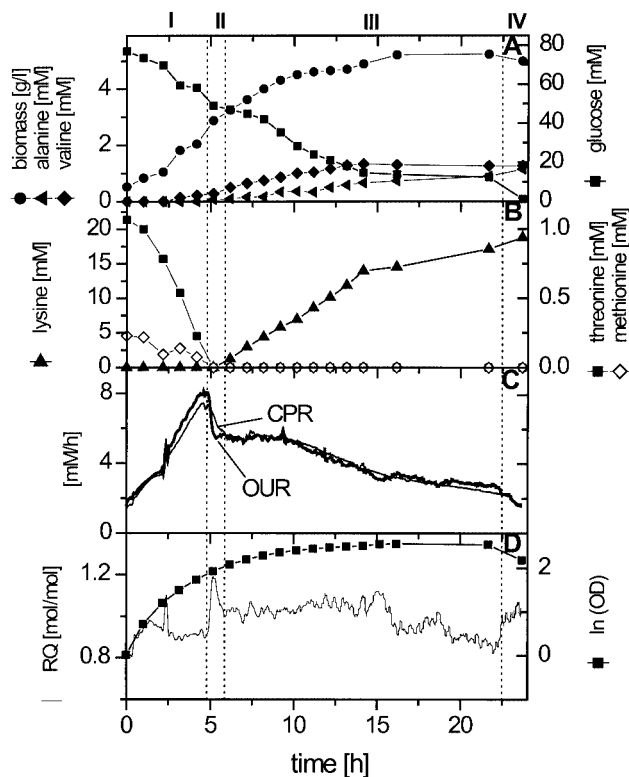 I II III IV
A
biomass [g/l]
alanine [mM]
valine [mM]
4
2
0
80
60
40
20
0
glucose [mM]
B
lysine [mM]
20
15
10
5
0
1.0
0.5
0.0
threonine [mM]
methionine [mM]
C
[mM/h]
8
4
0
CPR
OUR
D
RQ [mol/mol]
1.2
0.8
2
0
ln (OD)
0 5 10 15 20
time [h]